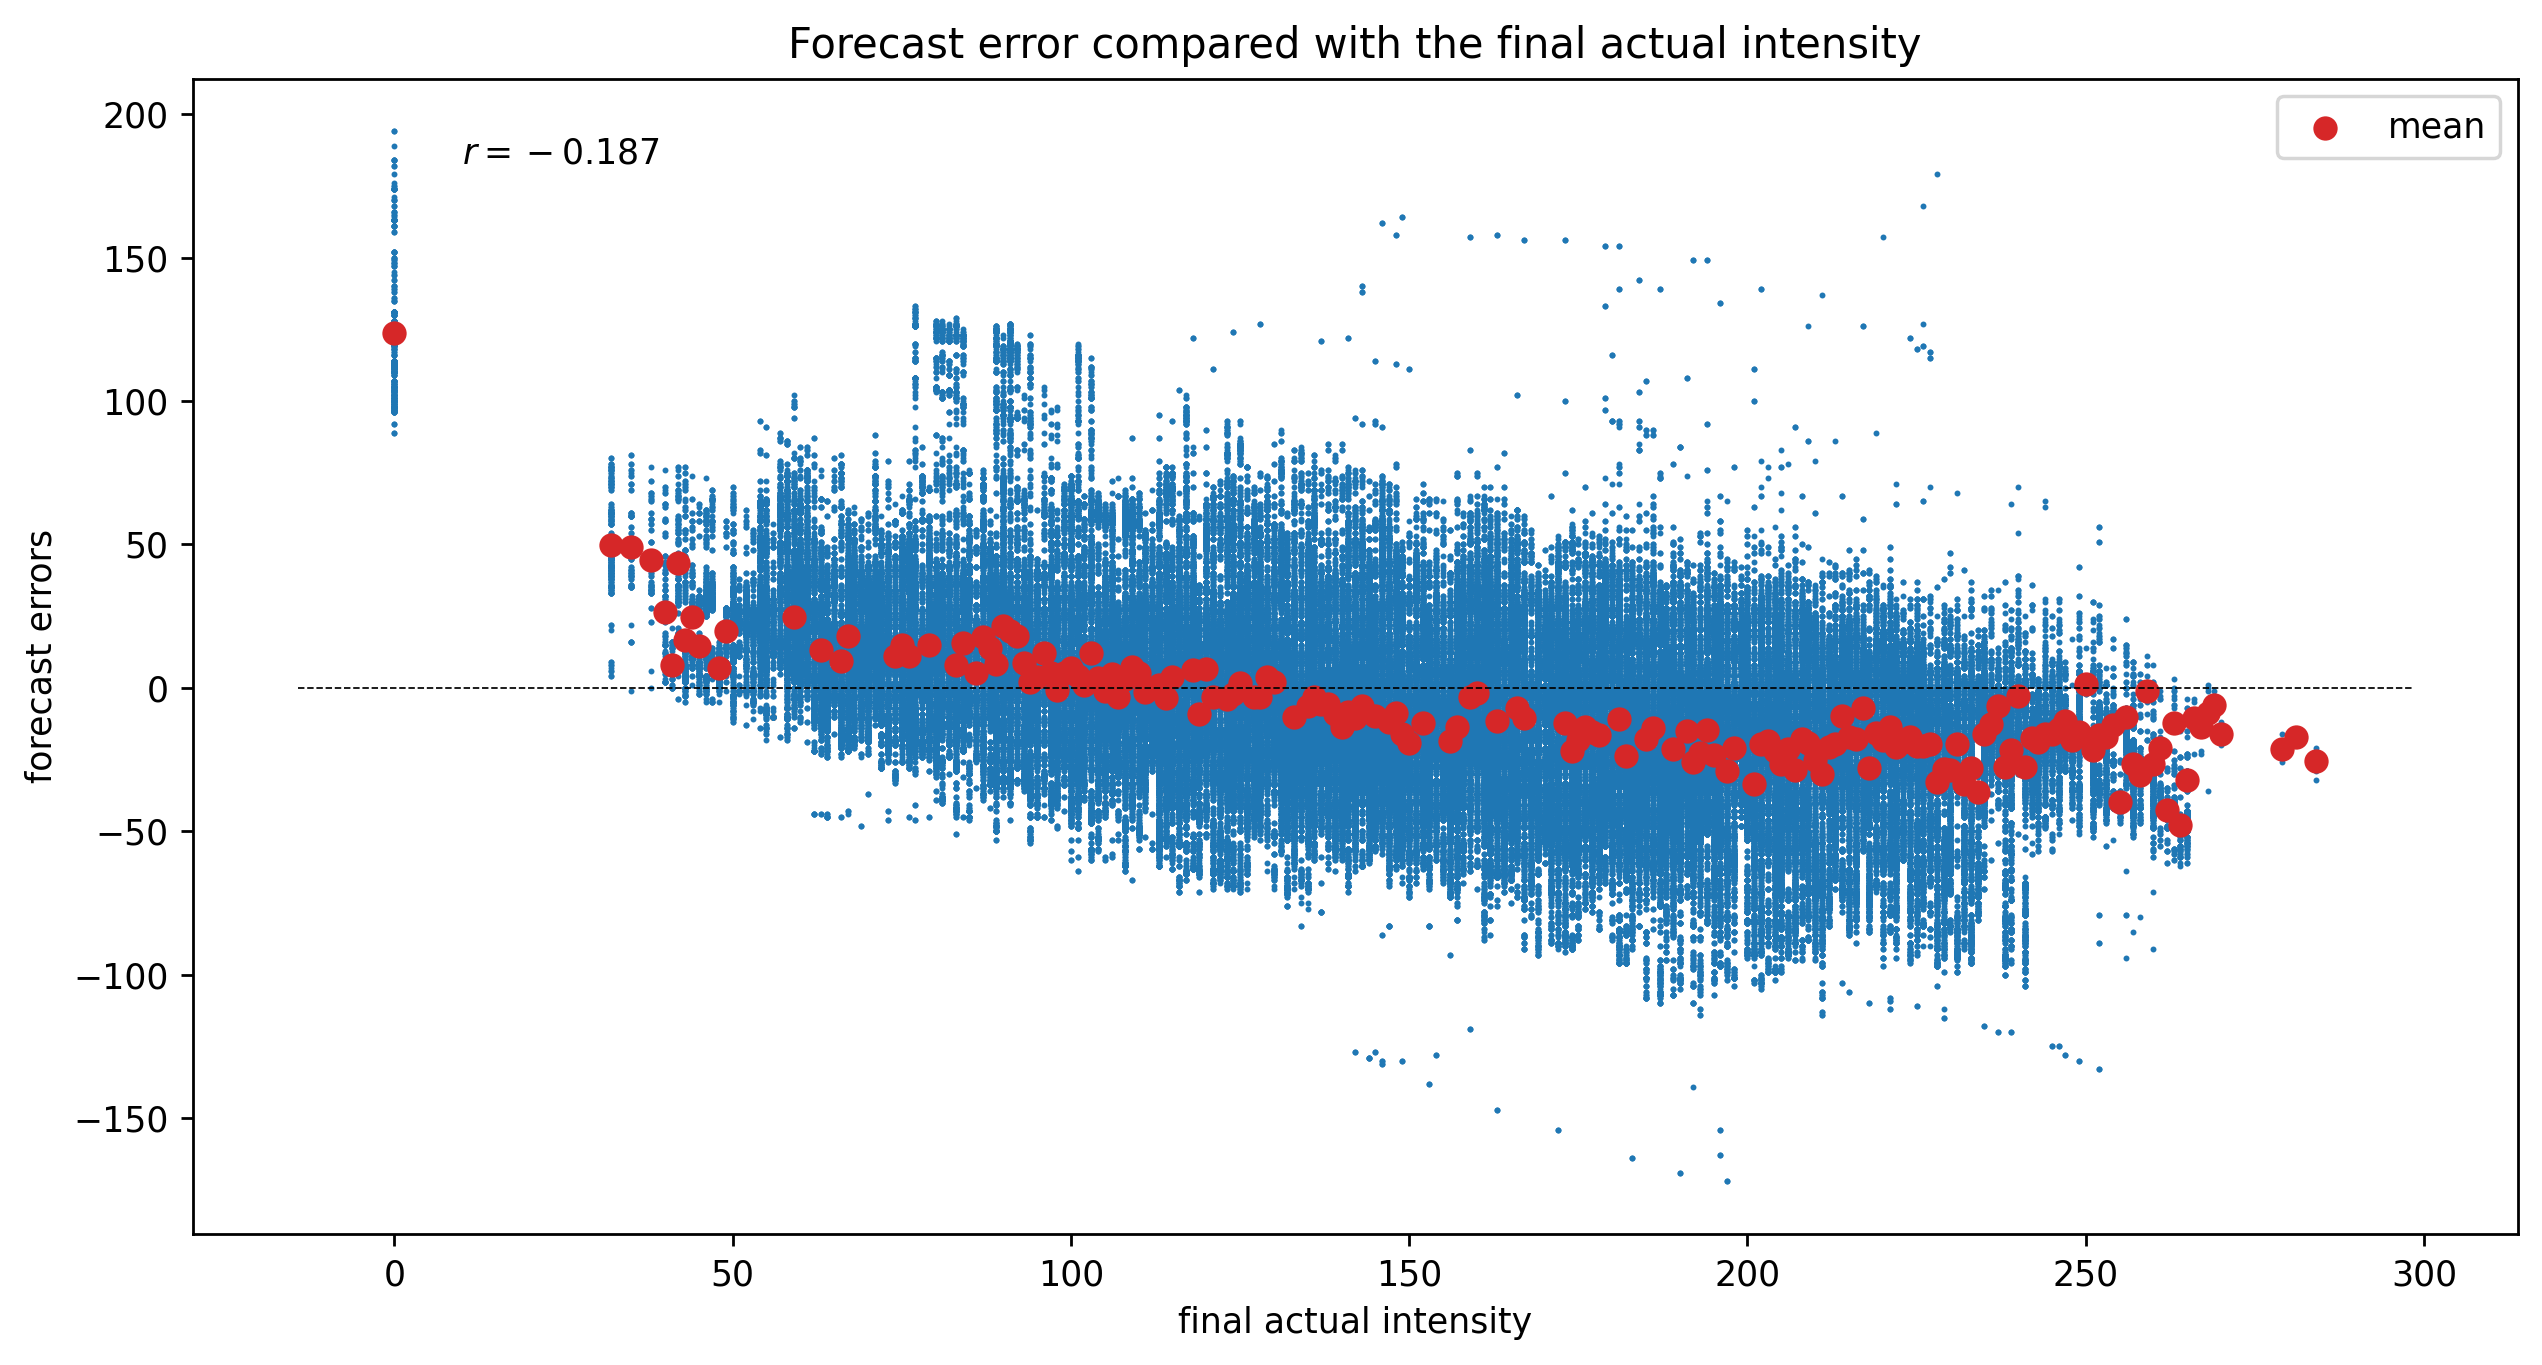 Forecast error compared with the final actual intensity
r = −0.187
mean
200
150
100
50
0
−50
−100
−150
forecast errors
0 50 100 150 200 250 300
final actual intensity